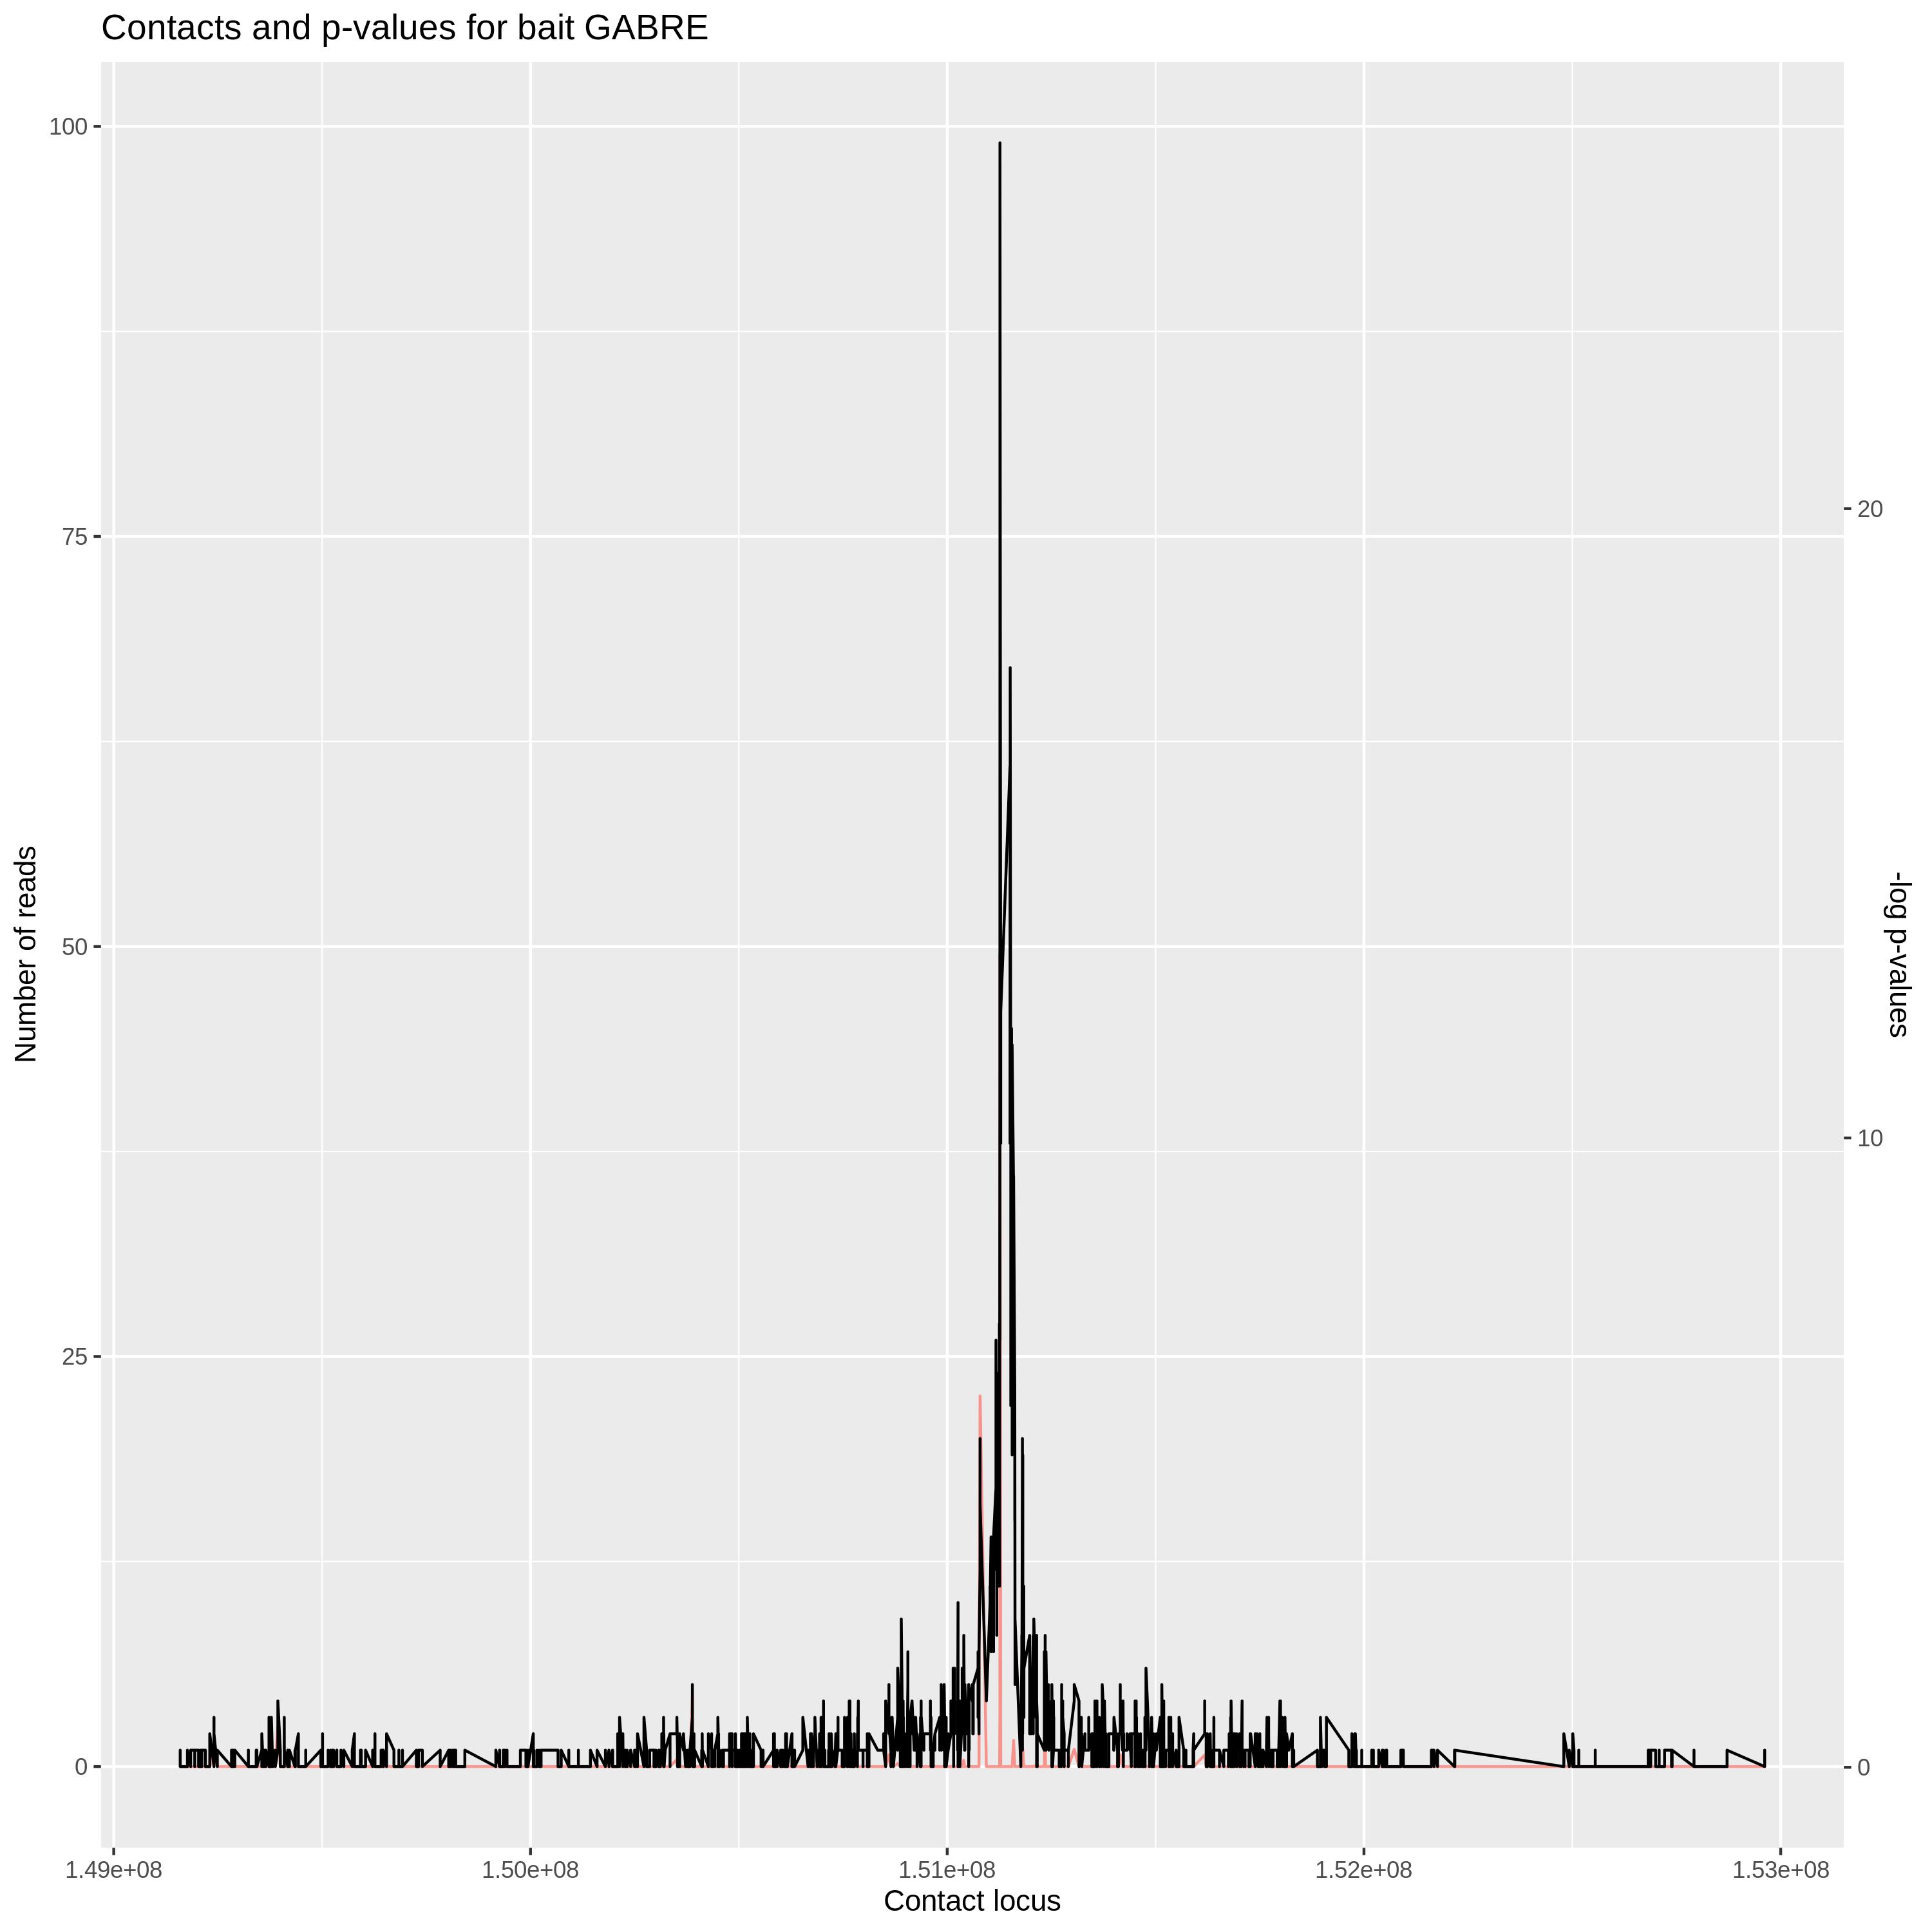 Contacts and p-values for bait GABRE
100
75
50
25
0
Number of reads
20
10
0
-log p-values
1.49e+08
1.50e+08
1.51e+08
1.52e+08
1.53e+08
Contact locus